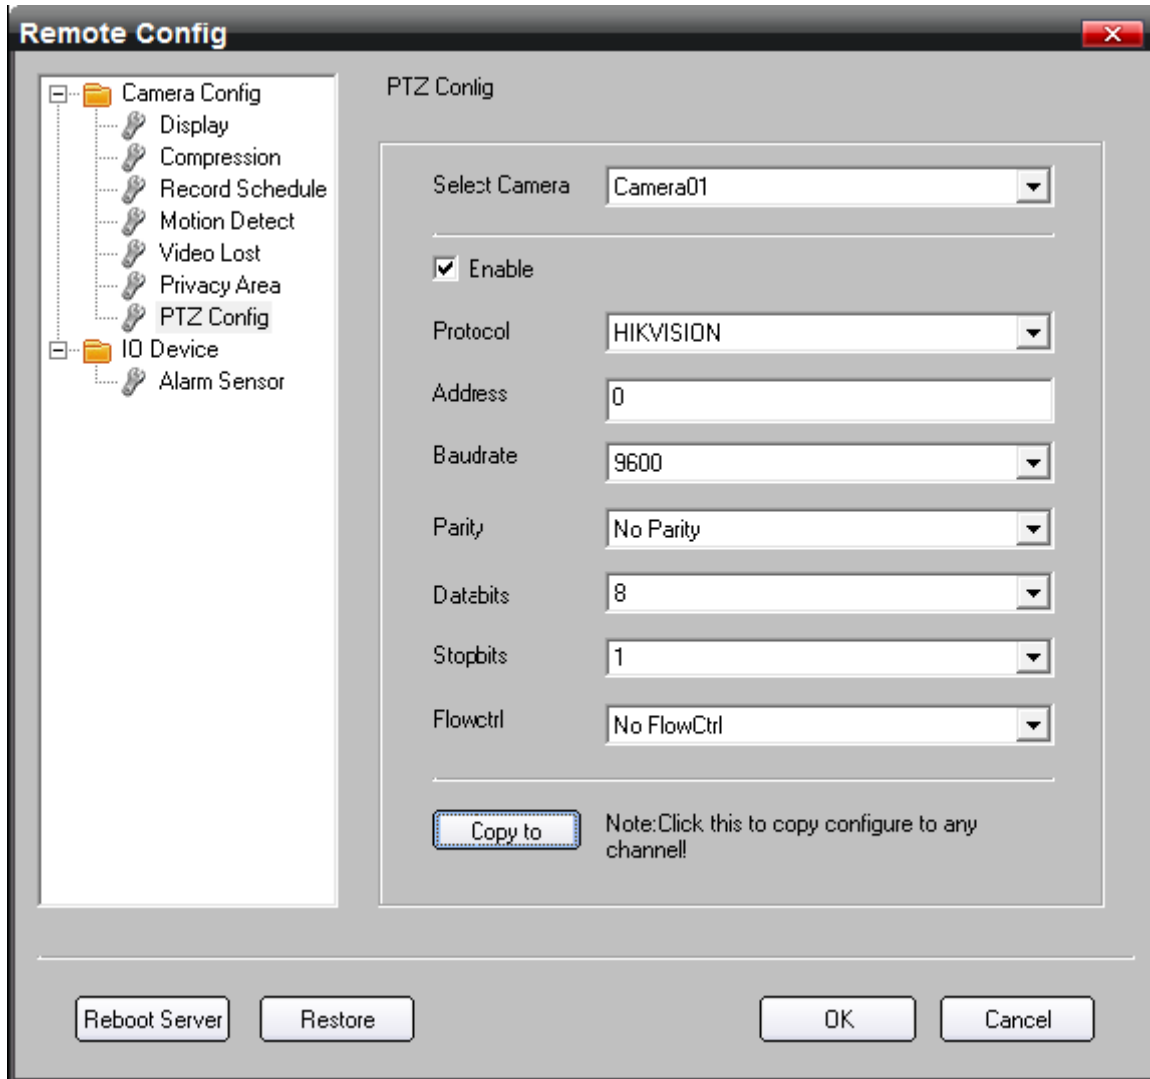 Remote Config
Camera Config
Display
Compression
Record Schedule
Motion Detect
Video Lost
Privacy Area
PTZ Config
IO Device
Alarm Sensor
PTZ Config
Select Camera
Camera01
Enable
Protocol
HIKVISION
Address
0
Baudrate
9600
Parity
No Parity
Databits
8
Stopbits
1
Flowctrl
No FlowCtrl
Copy to
Note:Click this to copy configure to any
channel!
Reboot Server
Restore
OK
Cancel